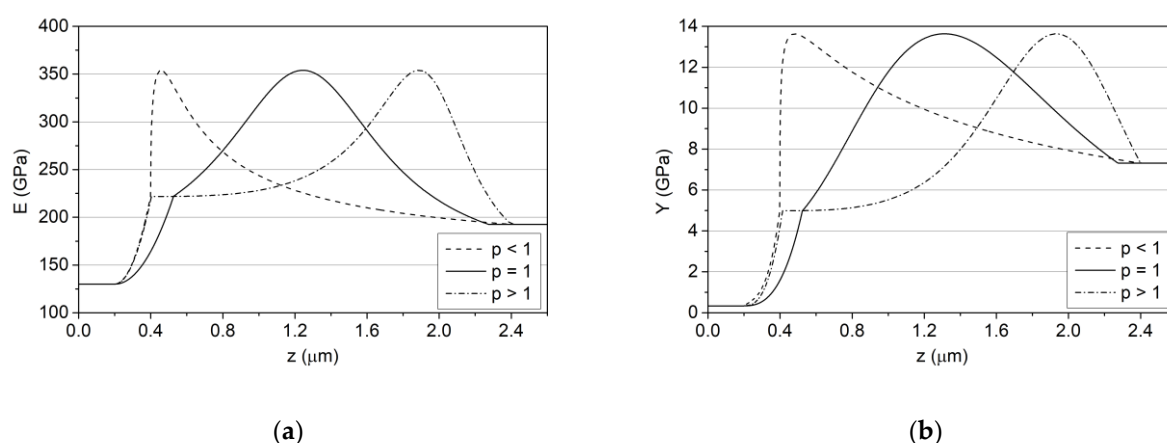 400
350
300
250
200
150
100
E (GPa)
0.0 0.4 0.8 1.2 1.6 2.0 2.4
z (μm)
p < 1
p = 1
p > 1
(a)
14
12
10
8
6
4
2
0
Y (GPa)
0.0 0.4 0.8 1.2 1.6 2.0 2.4
z (μm)
p < 1
p = 1
p > 1
(b)